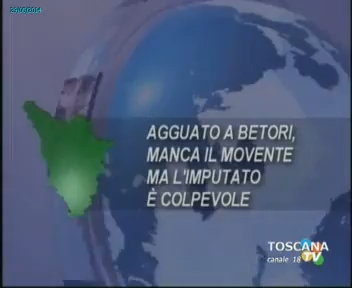 AGGUATO A BETORI,
MANCA IL MOVENTE
MA L'IMPUTATO
È COLPEVOLE
TOSCANA
TV
canale 18